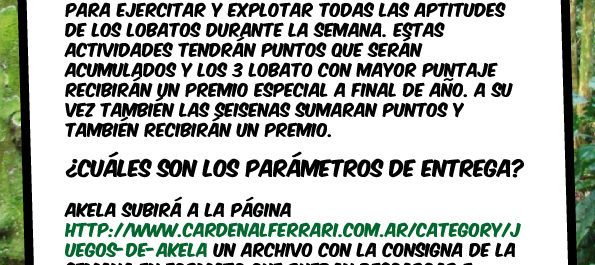 PARA EJERCITAR Y EXPLOTAR TODAS LAS APTITUDES
DE LOS LOBATOS DURANTE LA SEMANA. ESTAS
ACTIVIDADES TENDRÁN PUNTOS QUE SERÁN
ACUMULADOS Y LOS 3 LOBATO CON MAYOR PUNTAJE
RECIBIRÁN UN PREMIO ESPECIAL A FINAL DE AÑO. A SU
VEZ TAMBIÉN LAS SEISENAS SUMARAN PUNTOS Y
TAMBIÉN RECIBIRÁN UN PREMIO.
¿CUÁLES SON LOS PARÁMETROS DE ENTREGA?
AKELA SUBIRÁ A LA PÁGINA
HTTP://WWW.CARDENALFERRARI.COM.AR/CATEGORY/J
UEGOS-DE-AKELA UN ARCHIVO CON LA CONSIGNA DE LA